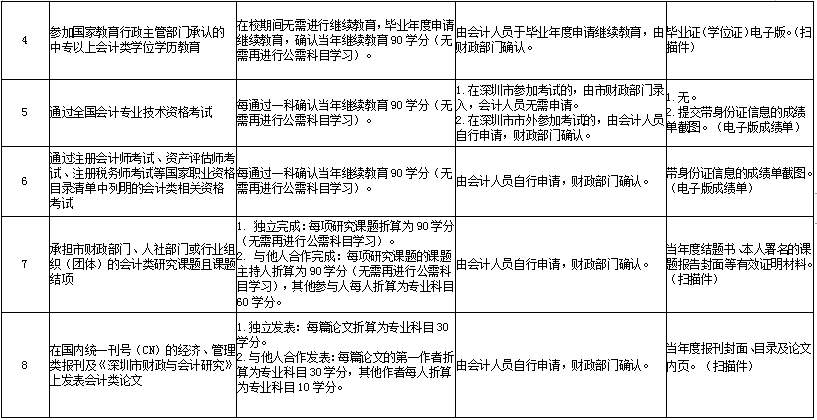 4
参加国家教育行政主管部门承认的
中专以上会计类学位学历教育
在校期间无需进行继续教育，毕业年度申请
继续教育，确认当年继续教育90学分（无
需再进行公需科目学习）。
由会计人员于毕业年度申请继续教育，由
财政部门确认。
毕业证（学位证）电子版。（扫
描件）
5
通过全国会计专业技术资格考试
每通过一科确认当年继续教育90学分（无
需再进行公需科目学习）。
1.在深圳市参加考试的，由市财政部门录
入，会计人员无需申请。
2.在深圳市市外参加考试的，由会计人员
自行申请，财政部门确认。
1.无。
2.提交带身份证信息的成绩
单截图。（电子版成绩单）
6
通过注册会计师考试、资产评估师考
试、注册税务师考试等国家职业资格
目录清单中列明的会计类相关资格
考试
每通过一科确认当年继续教育90学分（无
需再进行公需科目学习）。
由会计人员自行申请，财政部门确认。
带身份证信息的成绩单截图。
（电子版成绩单）
7
承担市财政部门、人社部门或行业组
织（团体）的会计类研究课题且课题
结项
1. 独立完成：每项研究课题折算为90学分
（无需再进行公需科目学习）。
2. 与他人合作完成：每项研究课题的课题
主持人折算为90学分（无需再进行公需科
目学习），其他参与人每人折算为专业科目
60学分。
由会计人员自行申请，财政部门确认。
当年度结题书、本人署名的课
题报告封面等有效证明材料。
（扫描件）
8
在国内统一刊号（CN）的经济、管理
类报刊及《深圳市财政与会计研究》
上发表会计类论文
1.独立发表：每篇论文折算为专业科目30
学分。
2.与他人合作发表：每篇论文的第一作者折
算为专业科目30学分，其他作者每人折算
为专业科目10学分。
由会计人员自行申请，财政部门确认。
当年度报刊封面、目录及论文
内页。（扫描件）